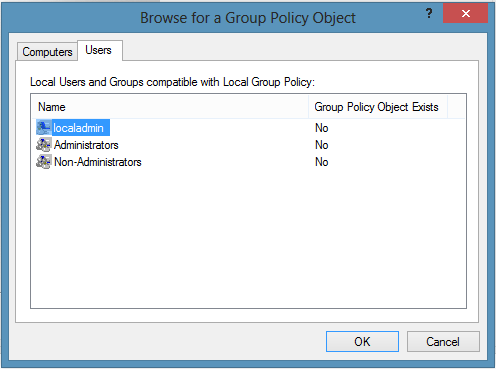 Browse for a Group Policy Object
?
Computers Users
Local Users and Groups compatible with Local Group Policy:
Name Group Policy Object Exists
localadmin No
Administrators No
Non-Administrators No
OK Cancel